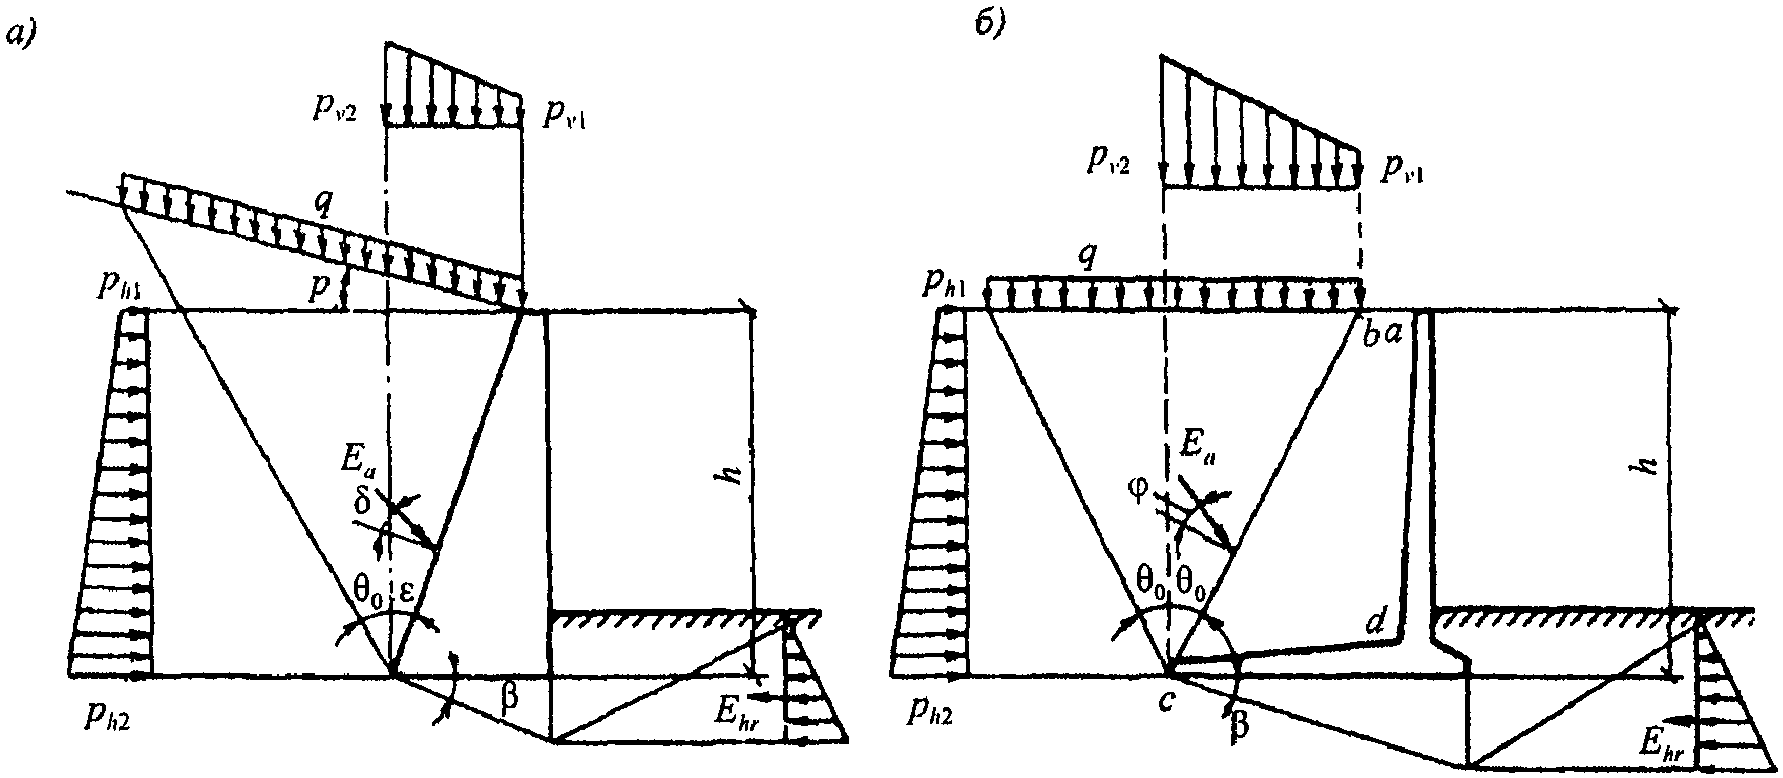 а)
p_v2
p_v1
q
p_h1
p
E_a
δ
h
θ_0
ε
β
p_h2
E_hr
б)
p_v2
p_v1
q
p_h1
b a
E_a
φ
h
θ_0 θ_0
d
c
β
p_h2
E_hr